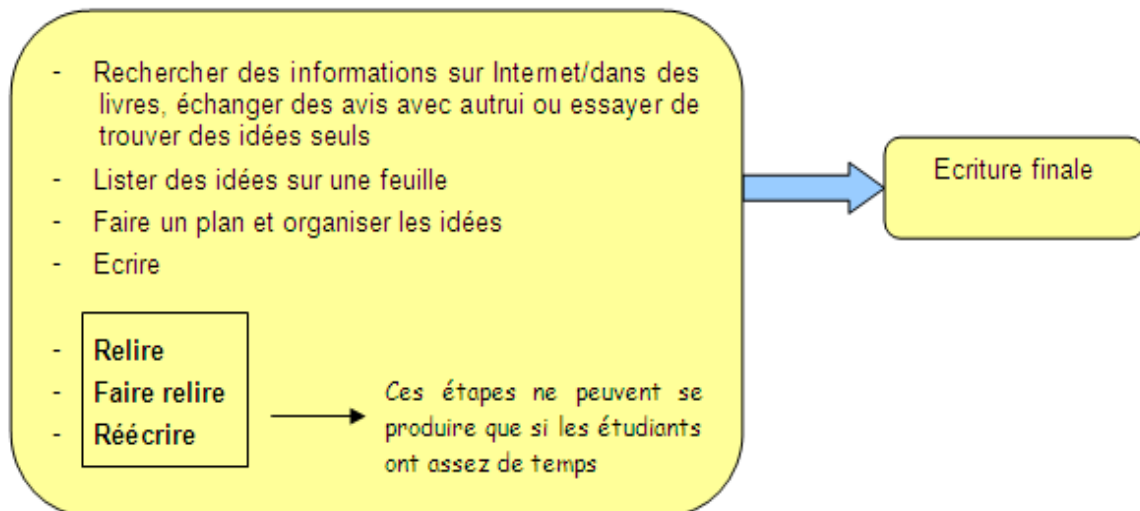 - Rechercher des informations sur Internet/dans des
livres, échanger des avis avec autrui ou essayer de
trouver des idées seuls
- Lister des idées sur une feuille
- Faire un plan et organiser les idées
- Ecrire
- Relire
- Faire relire
- Réécrire
Ces étapes ne peuvent se
produire que si les étudiants
ont assez de temps
Ecriture finale